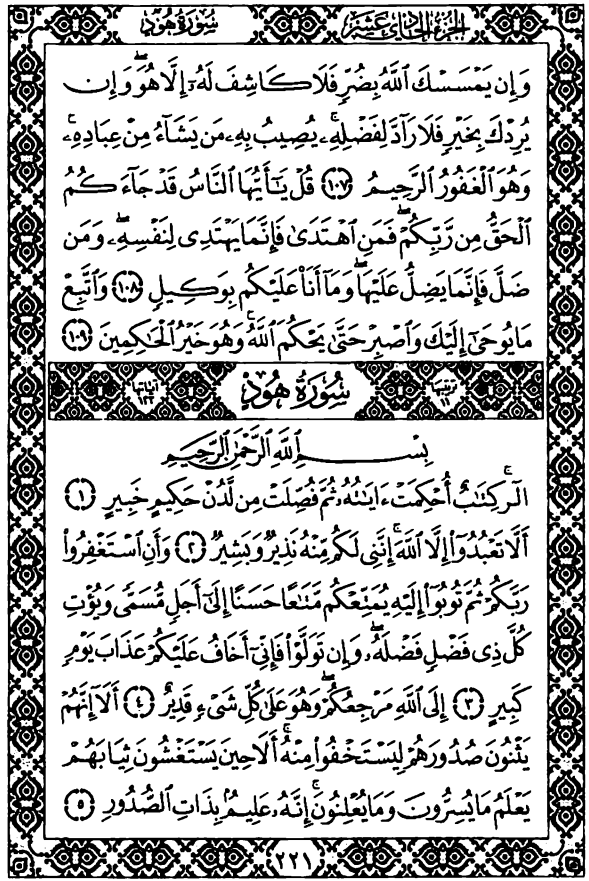 الجزء الحادي عشر
سورة هود
وَإِن يَمْسَسْكَ ٱللَّهُ بِضُرٍّ فَلَا كَاشِفَ لَهُۥٓ إِلَّا هُوَۖ وَإِن
يُرِدْكَ بِخَيْرٍ فَلَا رَآدَّ لِفَضْلِهِۦۚ يُصِيبُ بِهِۦ مَن يَشَآءُ مِنْ عِبَادِهِۦۚ
وَهُوَ ٱلْغَفُورُ ٱلرَّحِيمُ ١٠٧ قُلْ يَٰٓأَيُّهَا ٱلنَّاسُ قَدْ جَآءَكُمُ
ٱلْحَقُّ مِن رَّبِّكُمْۖ فَمَنِ ٱهْتَدَىٰ فَإِنَّمَا يَهْتَدِى لِنَفْسِهِۦۖ وَمَن
ضَلَّ فَإِنَّمَا يَضِلُّ عَلَيْهَاۖ وَمَآ أَنَا۠ عَلَيْكُم بِوَكِيلٍ ١٠٨ وَٱتَّبِعْ
مَا يُوحَىٰٓ إِلَيْكَ وَٱصْبِرْ حَتَّىٰ يَحْكُمَ ٱللَّهُۚ وَهُوَ خَيْرُ ٱلْحَٰكِمِينَ ١٠٩
سُورَةُ هُودٍ
آياتها ١٢٣
بِسْمِ ٱللَّهِ ٱلرَّحْمَٰنِ ٱلرَّحِيمِ
الٓرۚ كِتَٰبٌ أُحْكِمَتْ ءَايَٰتُهُۥ ثُمَّ فُصِّلَتْ مِن لَّدُنْ حَكِيمٍ خَبِيرٍ ١
أَلَّا تَعْبُدُوٓا۟ إِلَّا ٱللَّهَۚ إِنَّنِى لَكُم مِّنْهُ نَذِيرٌ وَبَشِيرٌ ٢ وَأَنِ ٱسْتَغْفِرُوا۟
رَبَّكُمْ ثُمَّ تُوبُوٓا۟ إِلَيْهِ يُمَتِّعْكُم مَّتَٰعًا حَسَنًا إِلَىٰٓ أَجَلٍ مُّسَمًّى وَيُؤْتِ
كُلَّ ذِى فَضْلٍ فَضْلَهُۥۖ وَإِن تَوَلَّوْا۟ فَإِنِّىٓ أَخَافُ عَلَيْكُمْ عَذَابَ يَوْمٍ
كَبِيرٍ ٣ إِلَى ٱللَّهِ مَرْجِعُكُمْۖ وَهُوَ عَلَىٰ كُلِّ شَىْءٍ قَدِيرٌ ٤ أَلَآ إِنَّهُمْ
يَثْنُونَ صُدُورَهُمْ لِيَسْتَخْفُوا۟ مِنْهُۚ أَلَا حِينَ يَسْتَغْشُونَ ثِيَابَهُمْ
يَعْلَمُ مَا يُسِرُّونَ وَمَا يُعْلِنُونَۚ إِنَّهُۥ عَلِيمٌۢ بِذَاتِ ٱلصُّدُورِ ٥
٢٢١